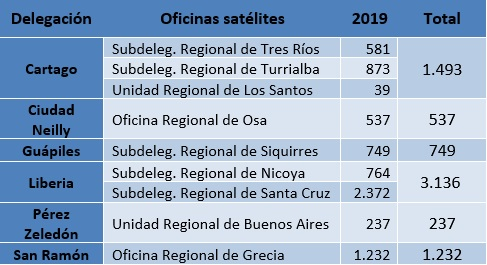 Delegación Oficinas satélites 2019 Total
Cartago
Subdeleg. Regional de Tres Ríos 581
Subdeleg. Regional de Turrialba 873
Unidad Regional de Los Santos 39
1.493
Ciudad
Neilly
Oficina Regional de Osa 537 537
Guápiles Subdeleg. Regional de Siquirres 749 749
Liberia
Subdeleg. Regional de Nicoya 764
Subdeleg. Regional de Santa Cruz 2.372
3.136
Pérez
Zeledón
Unidad Regional de Buenos Aires 237 237
San Ramón Oficina Regional de Grecia 1.232 1.232